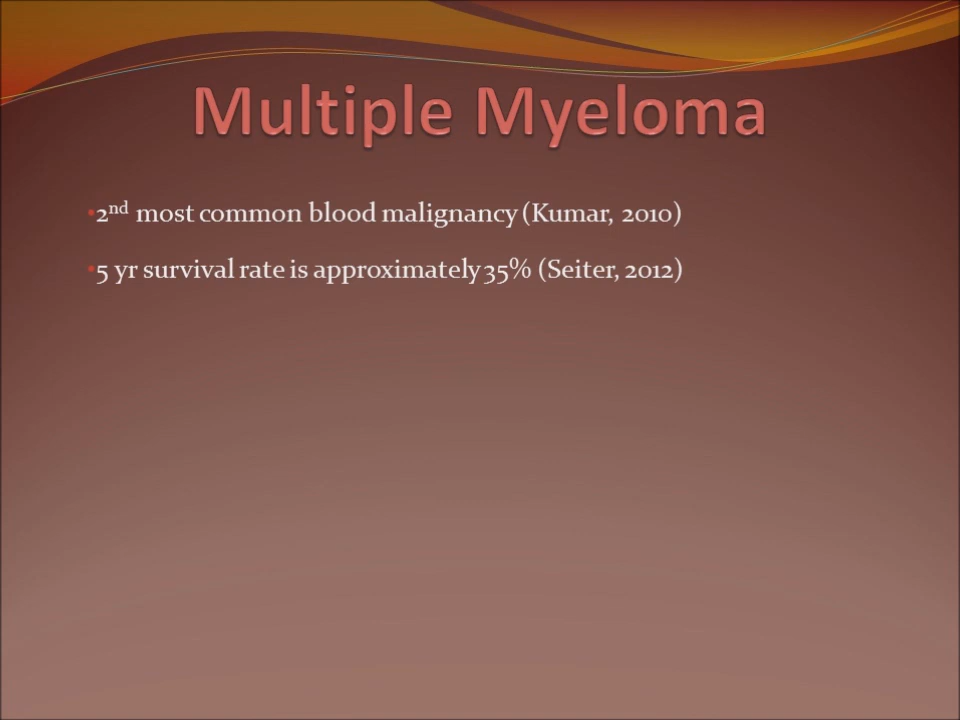 Multiple Myeloma
•2nd most common blood malignancy (Kumar, 2010)
•5 yr survival rate is approximately 35% (Seiter, 2012)